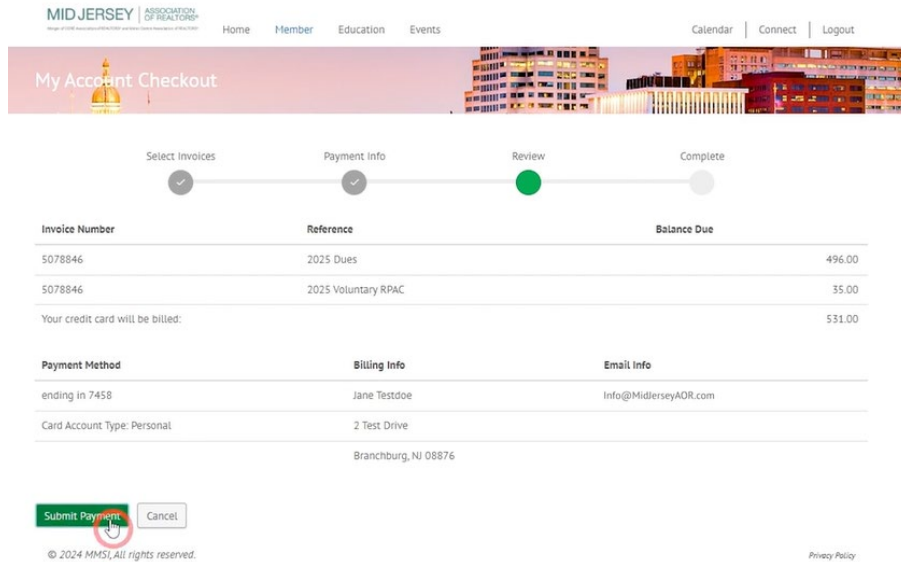 MIDJERSEY ASSOCIATION OF REALTORS®
Home Member Education Events Calendar Connect Logout
My Account Checkout
Select Invoices Payment Info Review Complete
Invoice Number Reference Balance Due
5078846 2025 Dues 496.00
5078846 2025 Voluntary RPAC 35.00
Your credit card will be billed: 531.00
Payment Method Billing Info Email Info
ending in 7458 Jane Testdoe Info@MidJerseyAOR.com
Card Account Type: Personal 2 Test Drive
Branchburg, NJ 08876
Submit Payment Cancel
© 2024 MMSI, All rights reserved. Privacy Policy